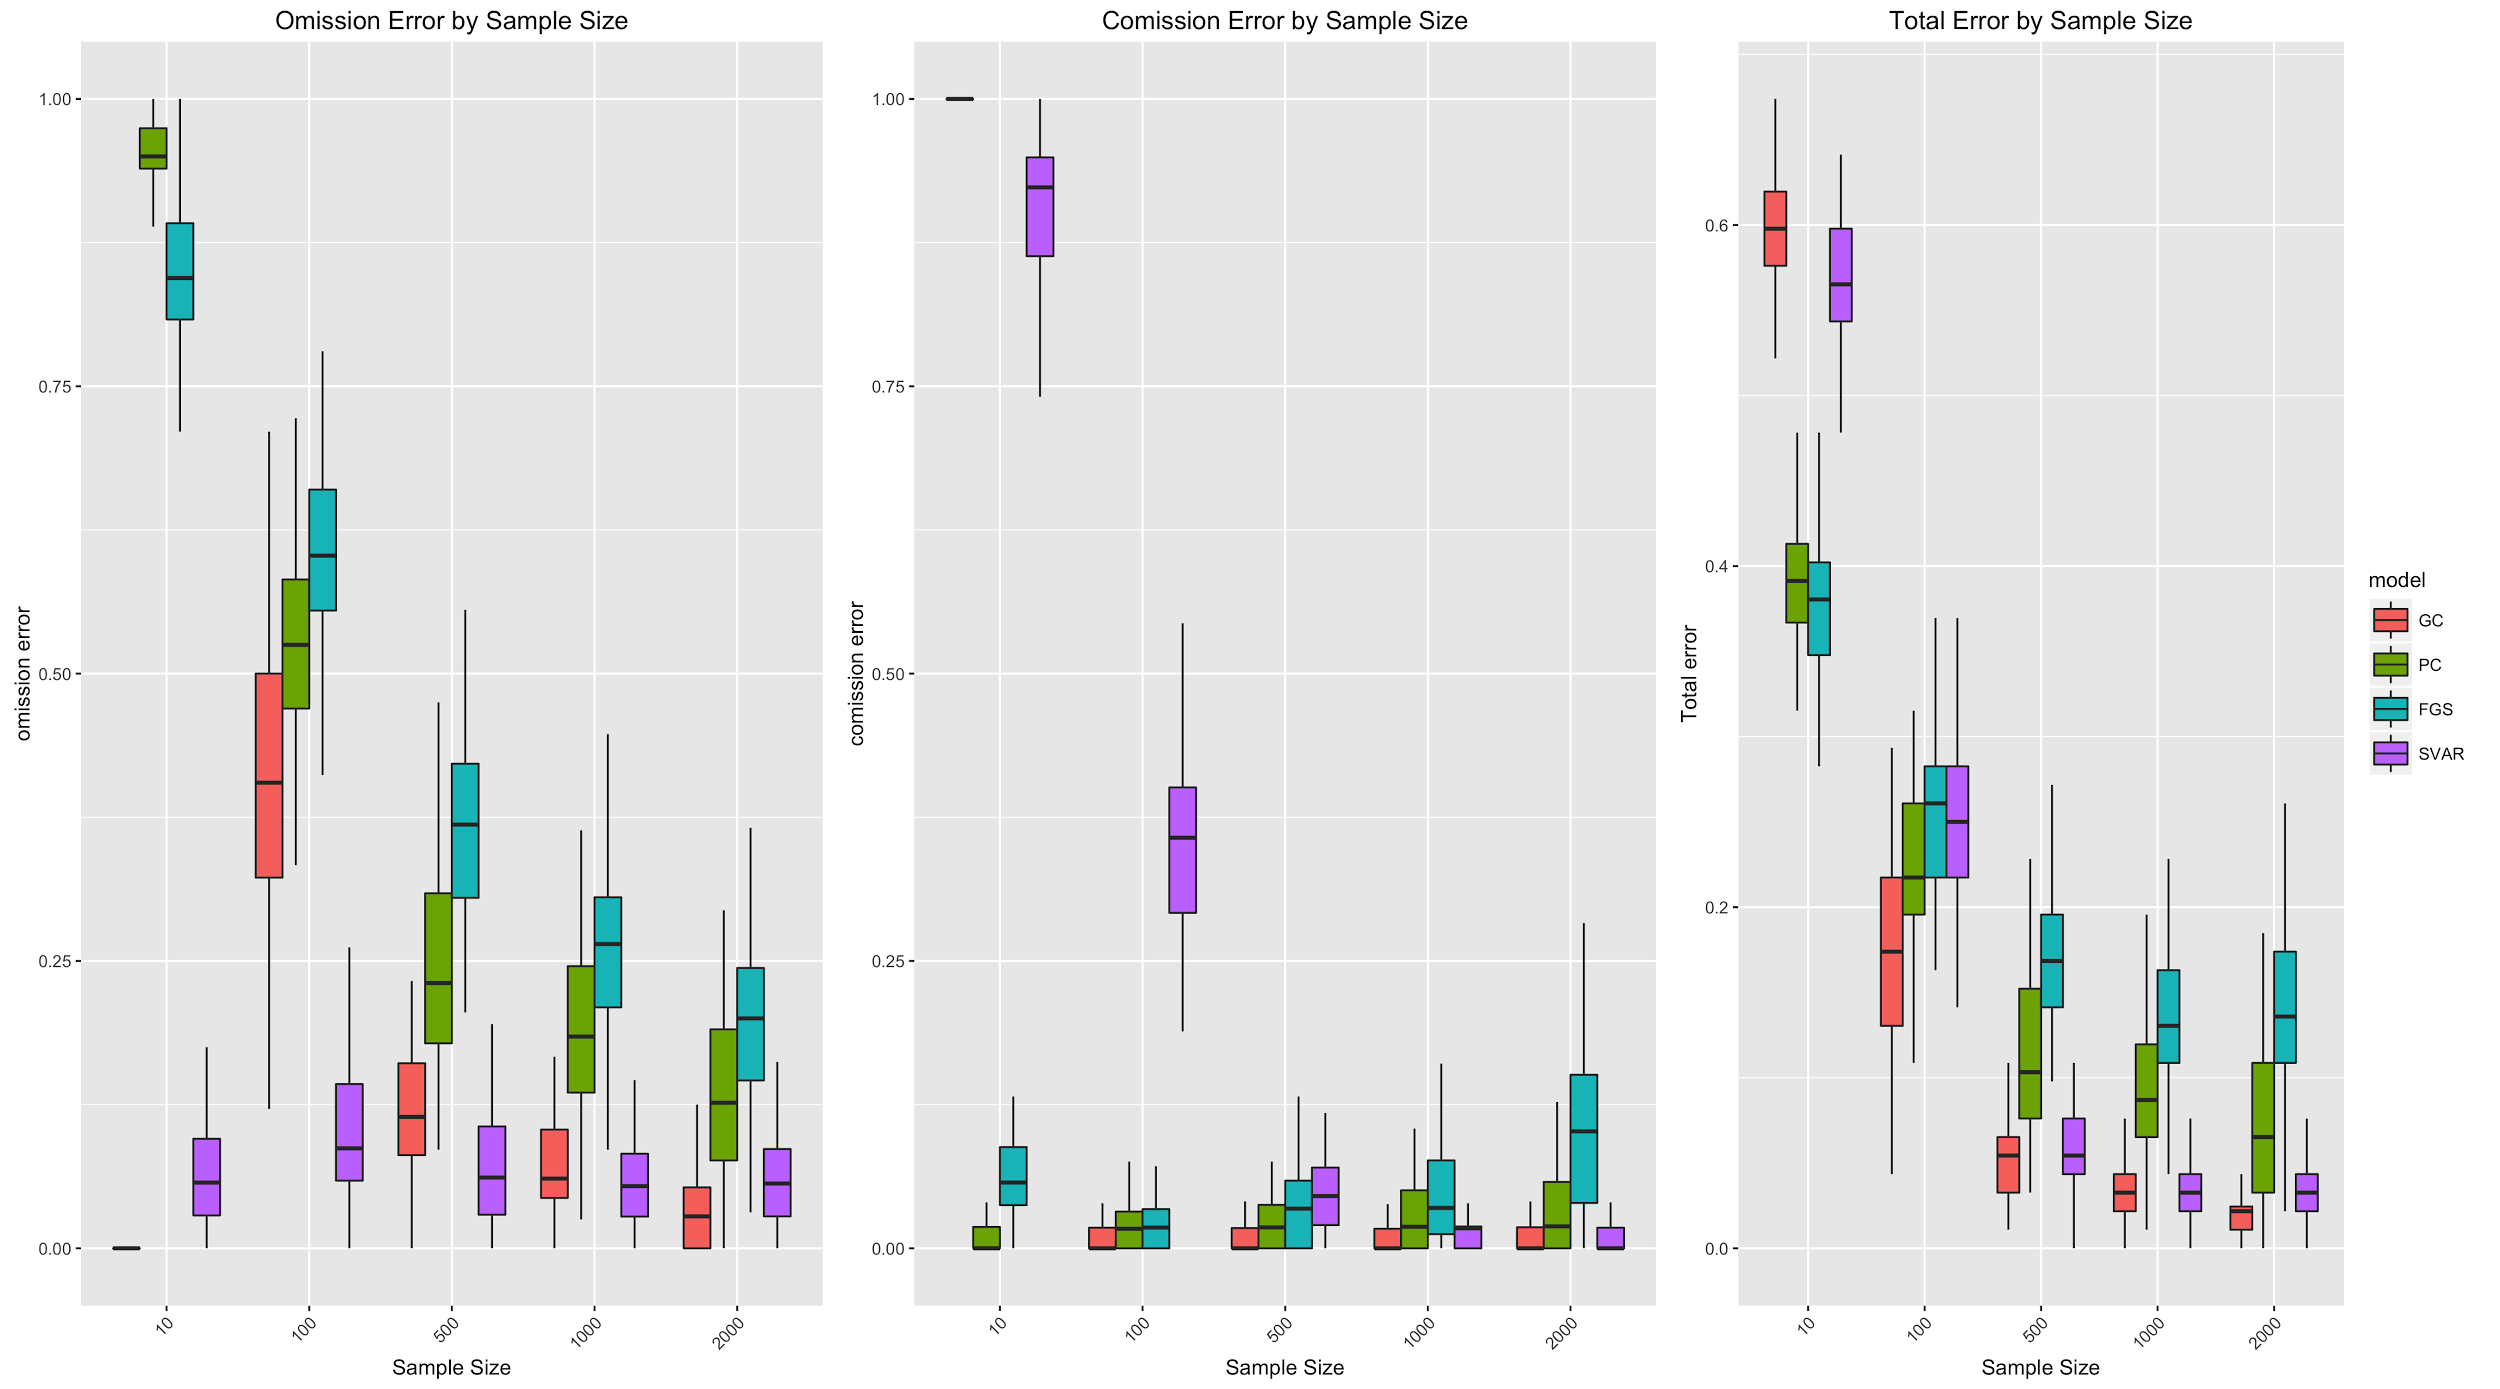 Omission Error by Sample Size
omission error
1.00
0.75
0.50
0.25
0.00
10
100
500
1000
2000
Sample Size
Comission Error by Sample Size
comission error
1.00
0.75
0.50
0.25
0.00
10
100
500
1000
2000
Sample Size
Total Error by Sample Size
Total error
0.6
0.4
0.2
0.0
10
100
500
1000
2000
Sample Size
model
GC
PC
FGS
SVAR